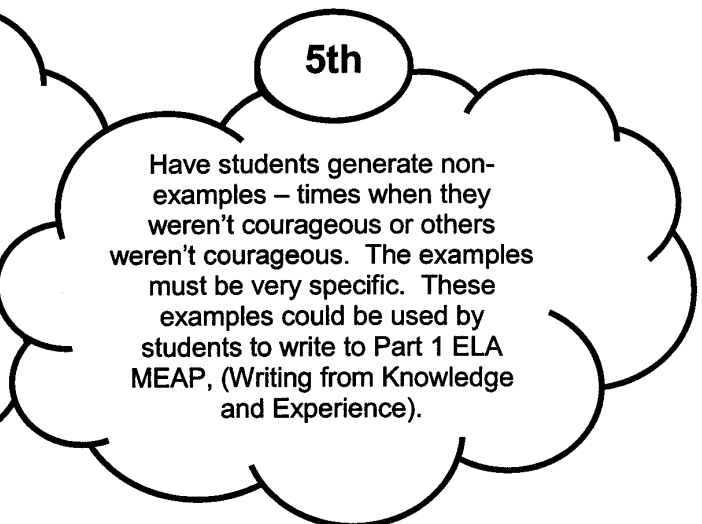 5th
Have students generate non-
examples – times when they
weren't courageous or others
weren't courageous.  The examples
must be very specific.  These
examples could be used by
students to write to Part 1 ELA
MEAP, (Writing from Knowledge
and Experience).